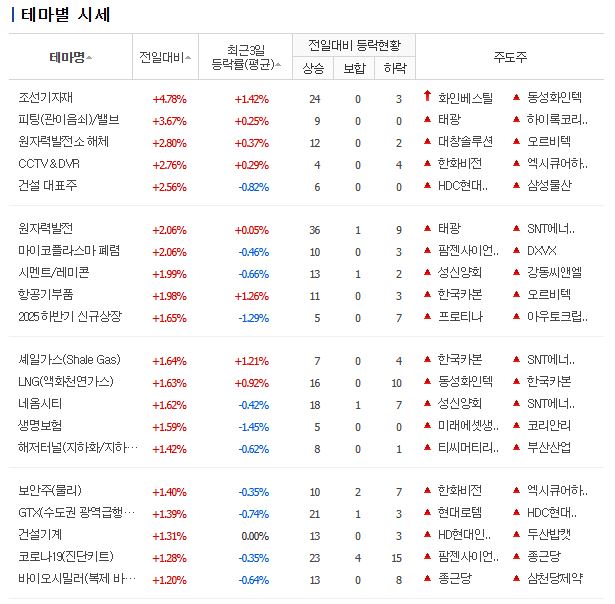 테마별 시세
테마명 전일대비 최근3일 등락률(평균) 전일대비 등락현황 주도주
상승 보합 하락
조선기자재 +4.78% +1.42% 24 0 3 화인베스틸 동성화인텍
피팅(관이음쇠)/밸브 +3.67% +0.25% 9 0 0 태광 하이록코리..
원자력발전소 해체 +2.80% +0.37% 12 0 2 대창솔루션 오르비텍
CCTV&DVR +2.76% +0.29% 4 0 4 한화비전 엑시큐어하..
건설 대표주 +2.56% -0.82% 6 0 0 HDC현대.. 삼성물산
원자력발전 +2.06% +0.05% 36 1 9 태광 SNT에너..
마이코플라스마 폐렴 +2.06% -0.46% 10 0 3 팜젠사이언.. DXVX
시멘트/레미콘 +1.99% -0.66% 13 1 2 성신양회 강동씨앤엘
항공기부품 +1.98% +1.26% 11 0 3 한국카본 오르비텍
2025 하반기 신규상장 +1.65% -1.29% 5 0 7 프로티나 아우토크립..
셰일가스(Shale Gas) +1.64% +1.21% 7 0 4 한국카본 SNT에너..
LNG(액화천연가스) +1.63% +0.92% 16 0 10 동성화인텍 한국카본
네옴시티 +1.62% -0.42% 18 1 7 성신양회 SNT에너..
생명보험 +1.59% -1.45% 5 0 0 미래에셋생.. 코리안리
해저터널(지하화/지하… +1.42% -0.62% 8 0 1 티씨머티리.. 부산산업
보안주(물리) +1.40% -0.35% 10 2 7 한화비전 엑시큐어하..
GTX(수도권 광역급행… +1.39% -0.74% 21 1 3 현대로템 HDC현대..
건설기계 +1.31% 0.00% 13 0 3 HD현대인.. 두산밥캣
코로나19(진단키트) +1.28% -0.35% 23 4 15 팜젠사이언.. 종근당
바이오시밀러(복제 바… +1.20% -0.64% 13 0 8 종근당 삼천당제약